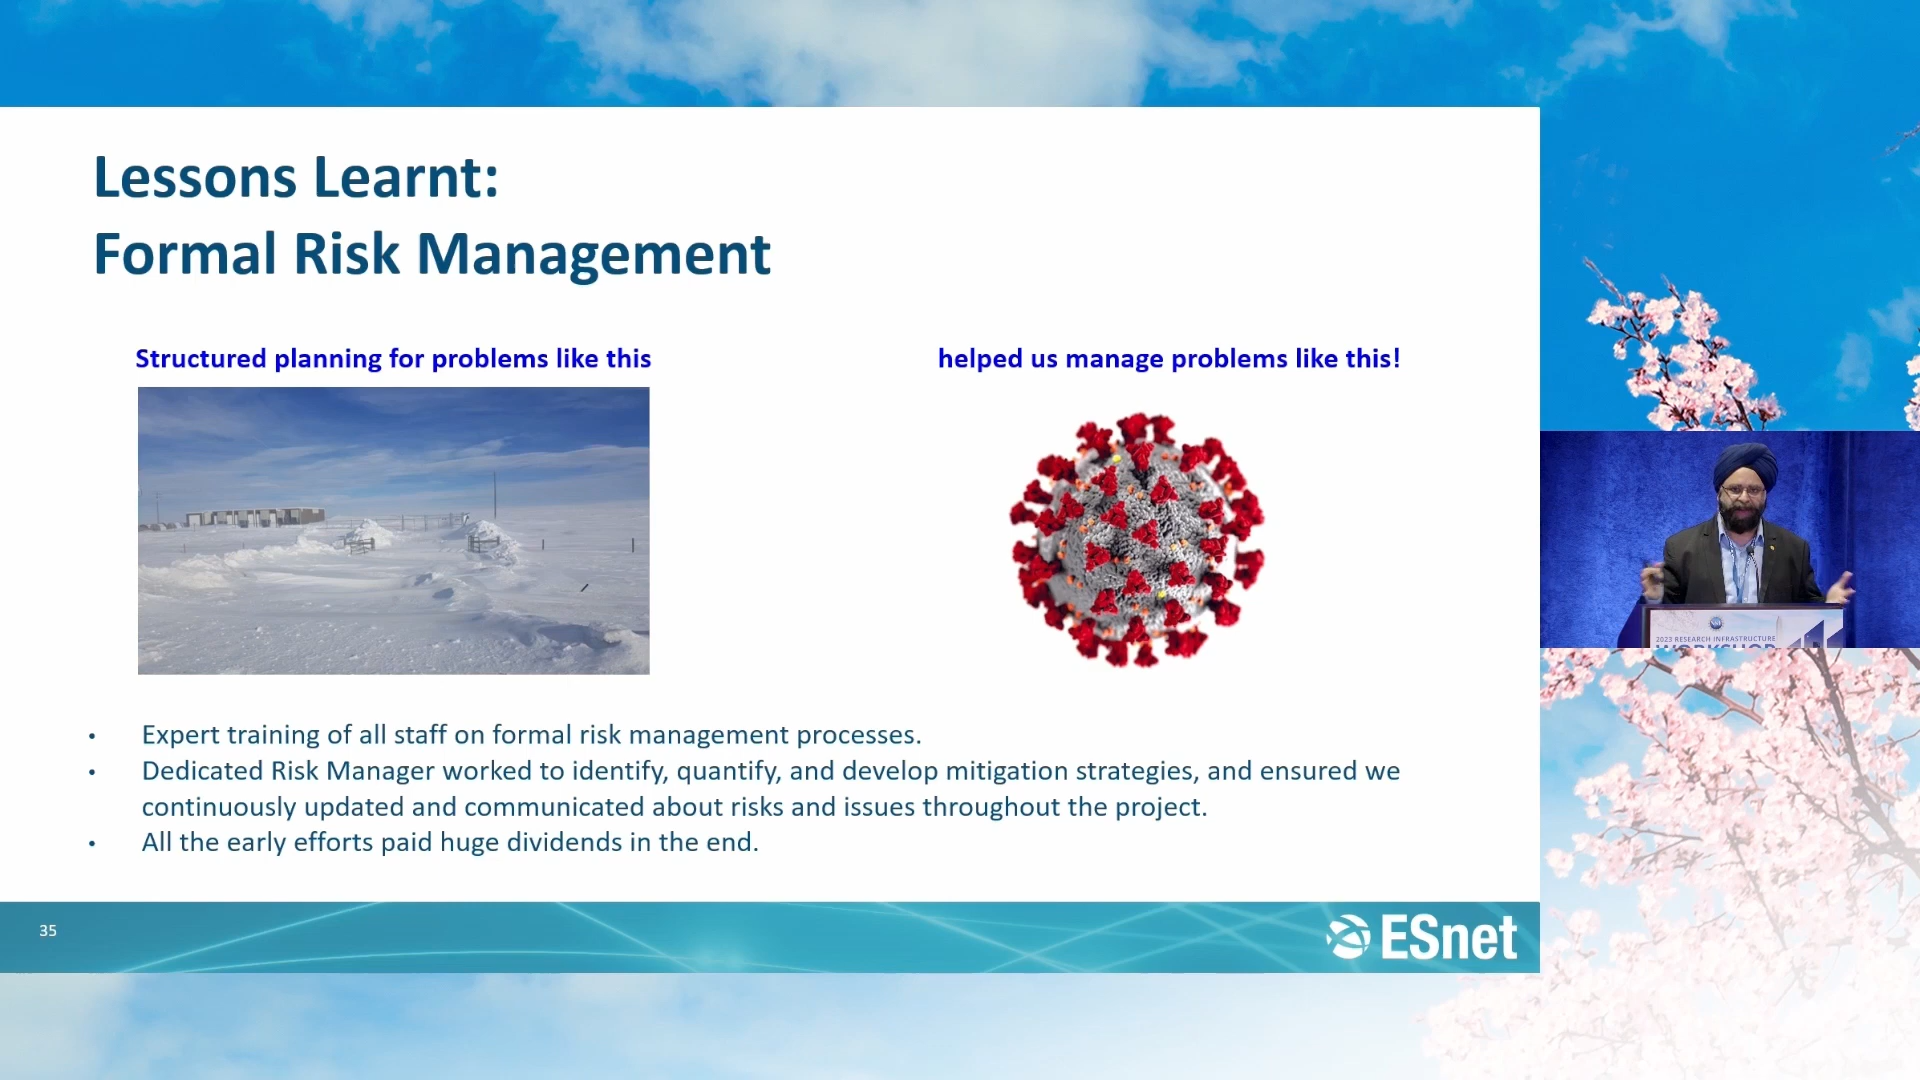 Lessons Learnt:
Formal Risk Management
Structured planning for problems like this
helped us manage problems like this!
• Expert training of all staff on formal risk management processes.
• Dedicated Risk Manager worked to identify, quantify, and develop mitigation strategies, and ensured we
continuously updated and communicated about risks and issues throughout the project.
• All the early efforts paid huge dividends in the end.
35
ESnet
2023 RESEARCH INFRASTRUCTURE
WORKSHOP